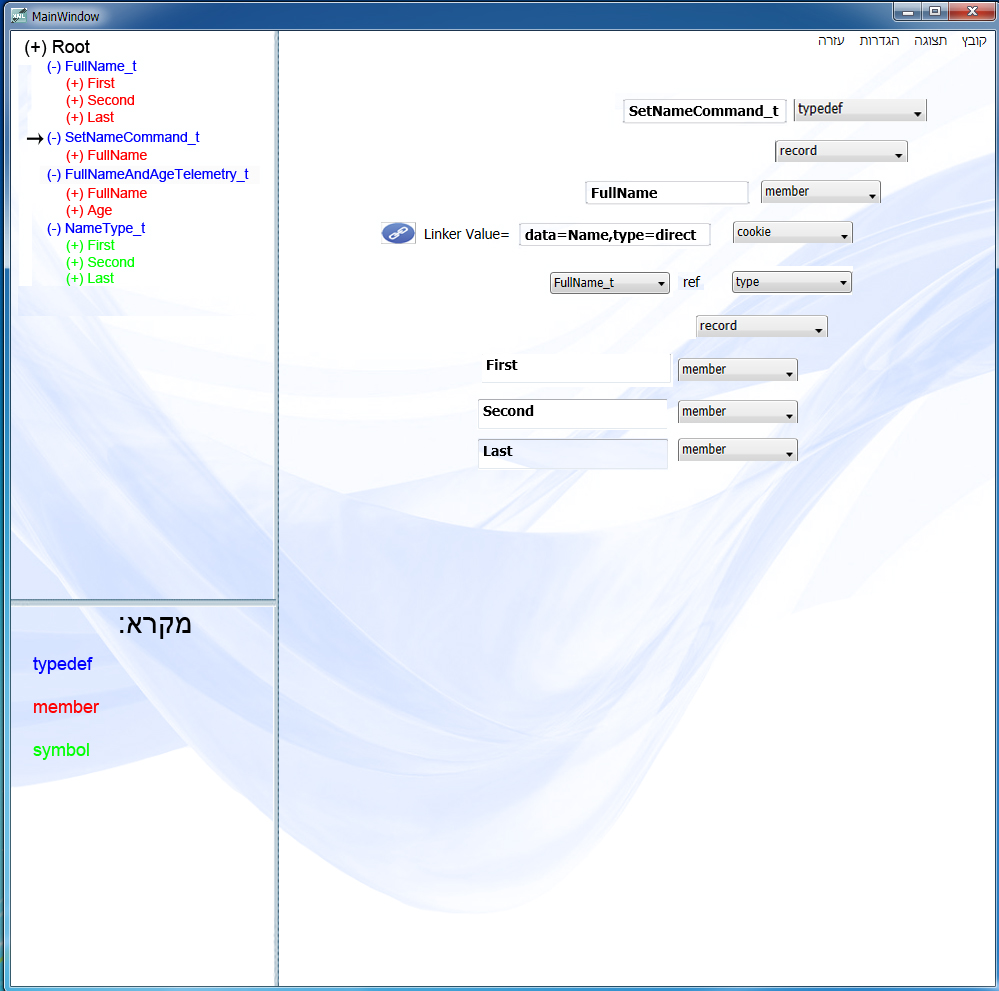 MainWindow
קובץ תצוגה הגדרות עזרה
(+) Root
(-) FullName_t
(+) First
(+) Second
(+) Last
→ (-) SetNameCommand_t
(+) FullName
(-) FullNameAndAgeTelemetry_t
(+) FullName
(+) Age
(-) NameType_t
(+) First
(+) Second
(+) Last
מקרא:
typedef
member
symbol
SetNameCommand_t typedef
record
FullName member
Linker Value= data=Name,type=direct cookie
FullName_t ref type
record
First member
Second member
Last member